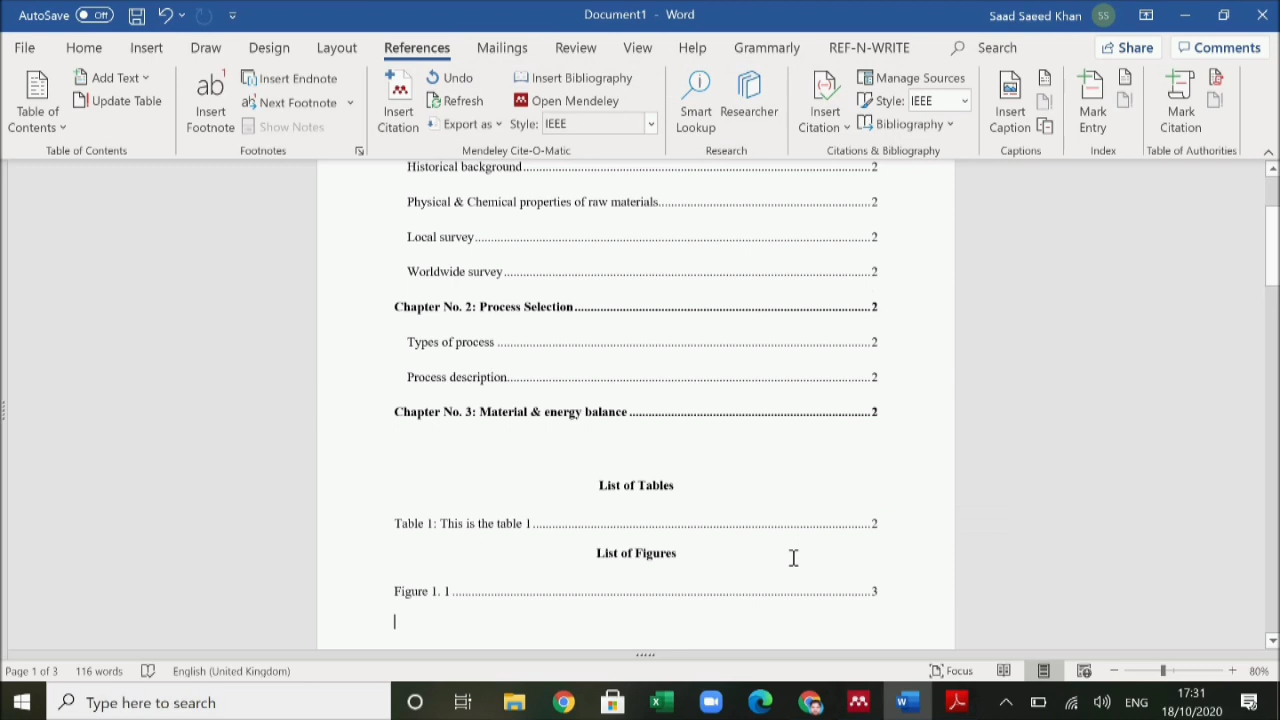 AutoSave Off Document1 - Word Saad Saeed Khan SS
File Home Insert Draw Design Layout References Mailings Review View Help Grammarly REF-N-WRITE Search Share Comments
Table of Contents
Add Text
Update Table
Table of Contents
ab1
Insert Footnote
Insert Endnote
Next Footnote
Show Notes
Footnotes
Insert Citation
Undo
Refresh
Export as
Insert Bibliography
Open Mendeley
Style: IEEE
Mendeley Cite-O-Matic
Smart Lookup
Researcher
Research
Insert Citation
Manage Sources
Style: IEEE
Bibliography
Citations & Bibliography
Insert Caption
Captions
Mark Entry
Index
Mark Citation
Table of Authorities
Historical background 2
Physical & Chemical properties of raw materials 2
Local survey 2
Worldwide survey 2
Chapter No. 2: Process Selection 2
Types of process 2
Process description 2
Chapter No. 3: Material & energy balance 2
List of Tables
Table 1: This is the table 1 2
List of Figures
Figure 1. 1 3
Page 1 of 3 116 words English (United Kingdom) Focus 80%
Type here to search ENG 17:31
18/10/2020